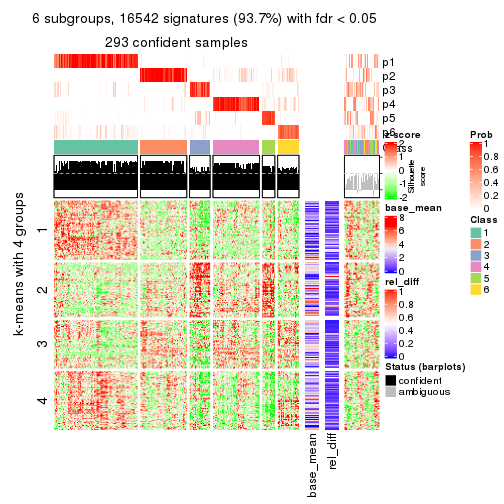 6 subgroups, 16542 signatures (93.7%) with fdr < 0.05
293 confident samples
p1
p2
p3
p4
p5
p6
Class
Silhouette
score
k-means with 4 groups
1
2
3
4
base_mean
rel_diff
z-score
2
1
0
-1
-2
base_mean
8
6
4
2
0
rel_diff
1
0.8
0.6
0.4
0.2
0
Status (barplots)
confident
ambiguous
Prob
1
0.8
0.6
0.4
0.2
0
Class
1
2
3
4
5
6